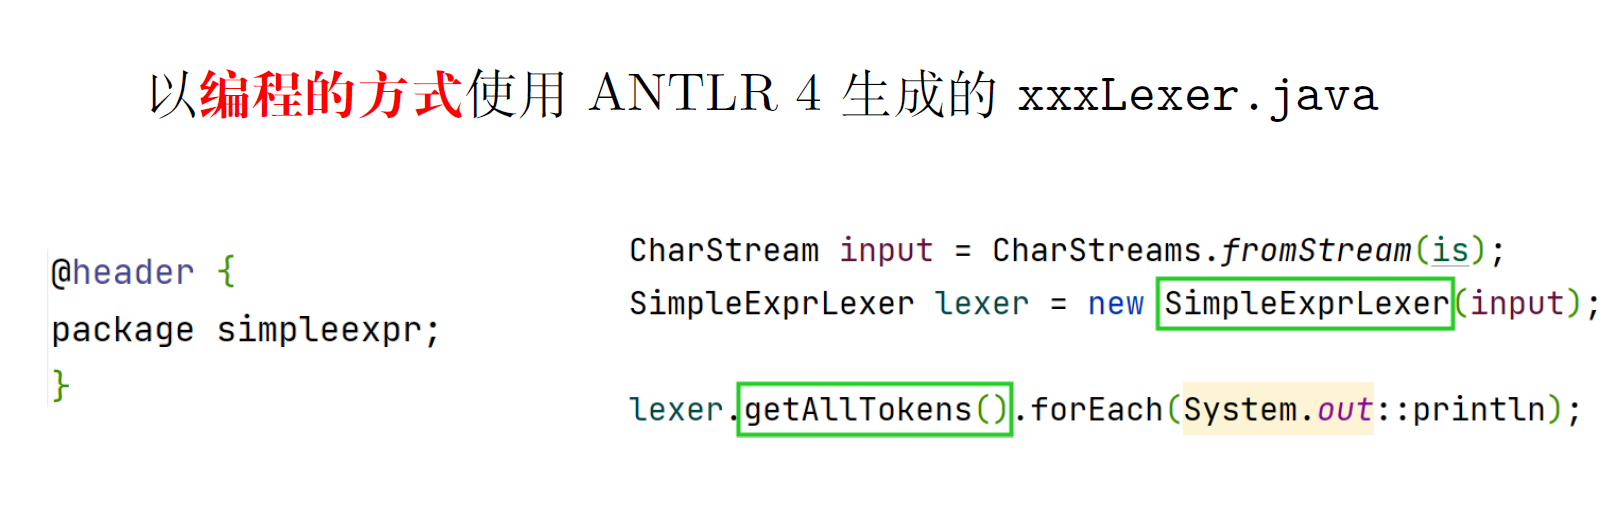 以编程的方式使用 ANTLR 4 生成的 xxxLexer.java
@header {
package simpleexpr;
}
CharStream input = CharStreams.fromStream(is);
SimpleExprLexer lexer = new SimpleExprLexer(input);
lexer.getAllTokens().forEach(System.out::println);